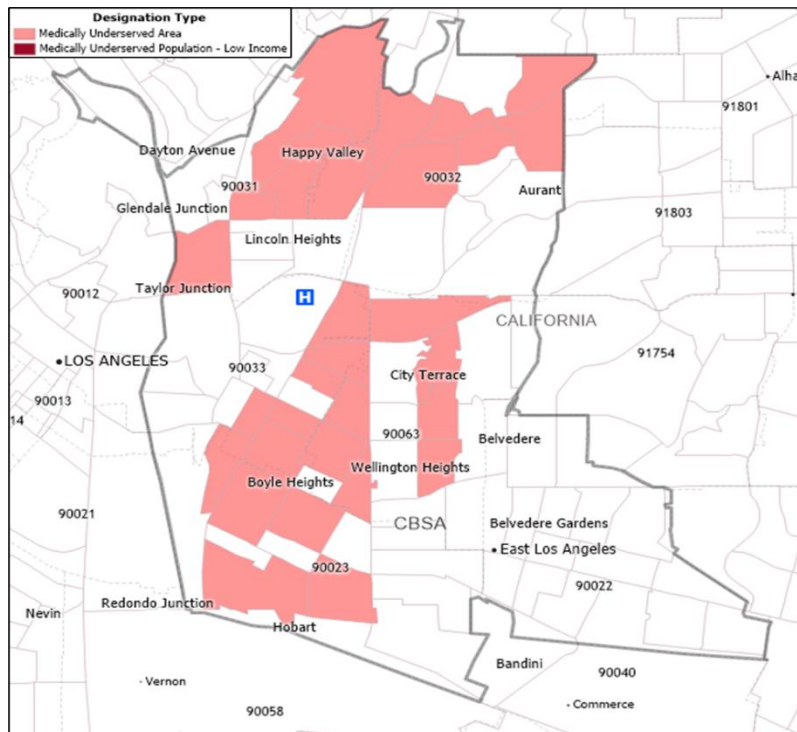 Designation Type
Medically Underserved Area
Medically Underserved Population - Low Income
Alha
91801
Dayton Avenue
Happy Valley
90032
90031
Aurant
Glendale Junction
91803
Lincoln Heights
Taylor Junction
90012
H
CALIFORNIA
LOS ANGELES
90033
91754
City Terrace
90013
14
90063
Belvedere
Wellington Heights
Boyle Heights
90021
CBSA
Belvedere Gardens
East Los Angeles
90023
90022
Redondo Junction
Nevin
Hobart
Bandini
90040
Vernon
Commerce
90058